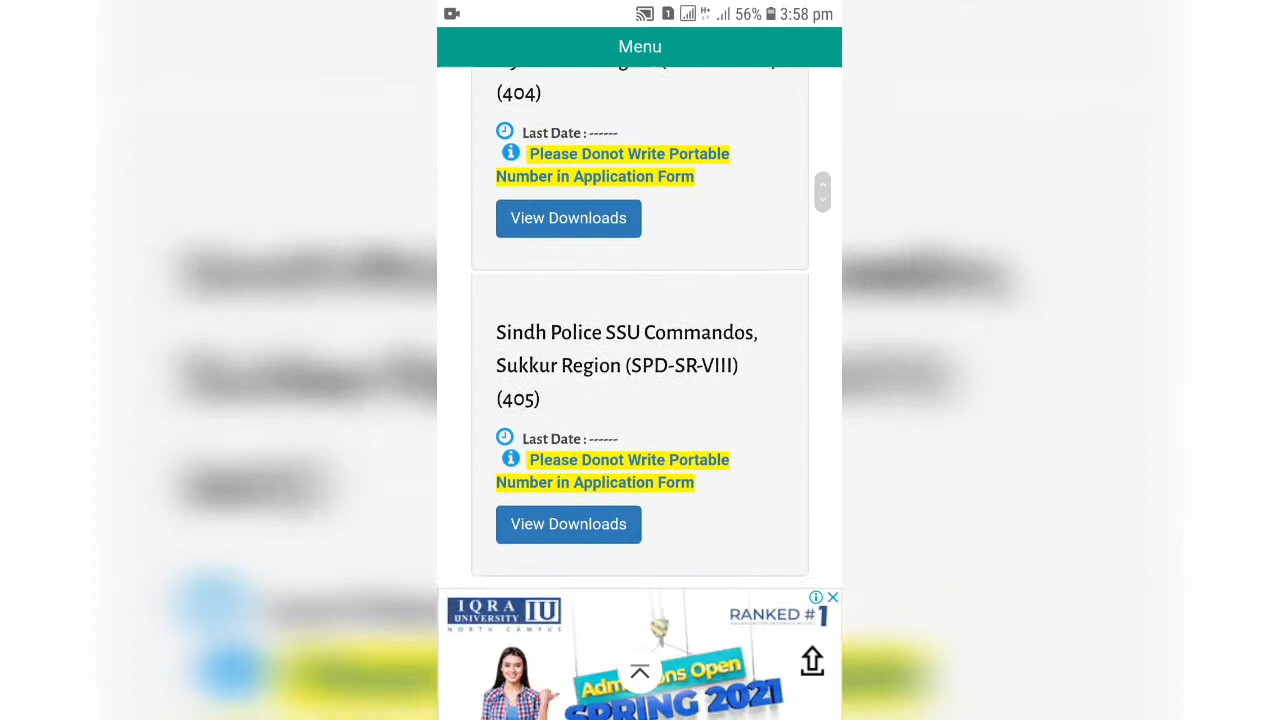 56% 3:58 pm
Menu
(404)
Last Date : ------
Please Donot Write Portable
Number in Application Form
View Downloads
Sindh Police SSU Commandos,
Sukkur Region (SPD-SR-VIII)
(405)
Last Date : ------
Please Donot Write Portable
Number in Application Form
View Downloads
IQRA UNIVERSITY IU
NORTH CAMPUS
RANKED #1
Open
SPRING 2021